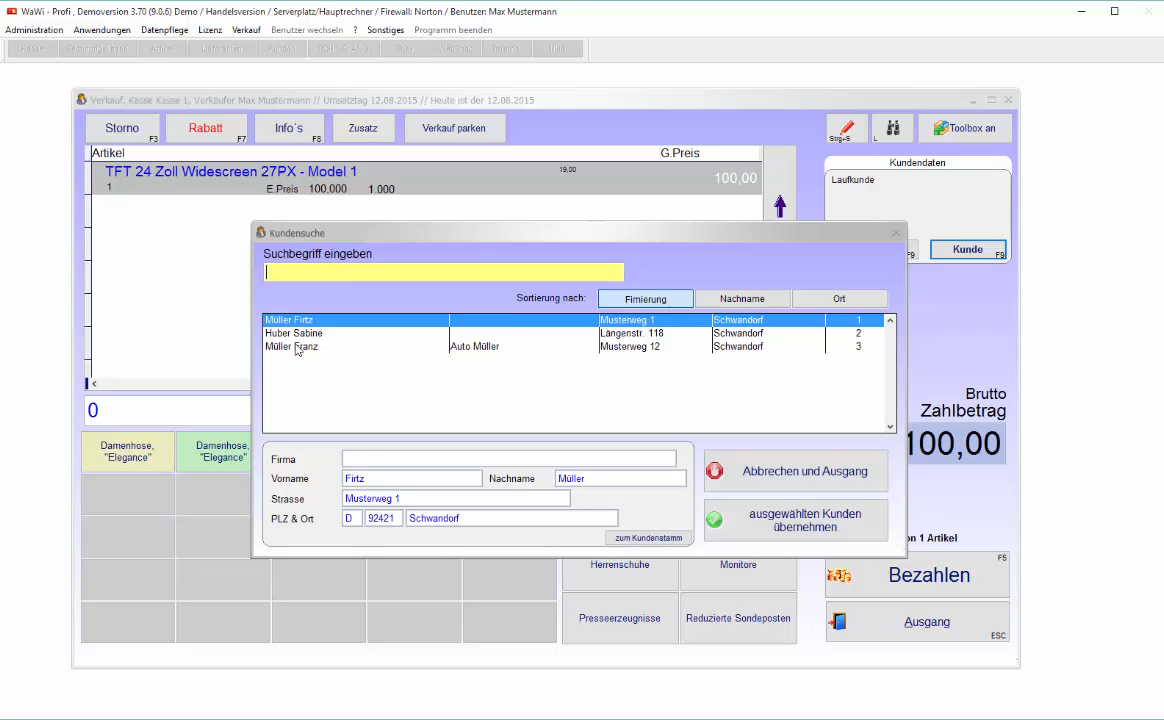 WaWi - Profi , Demoversion 3.70 (9.0.6) Demo / Handelsversion / Serverplatz/Hauptrechner / Firewall: Norton / Benutzer: Max Mustermann
Administration Anwendungen Datenpflege Lizenz Verkauf Benutzer wechseln ? Sonstiges Programm beenden
Verkauf, Kasse Kasse 1, Verkäufer Max Mustermann // Umsatztag 12.08.2015 // Heute ist der 12.08.2015
Storno F3 Rabatt F7 Info´s F8 Zusatz Verkauf parken Strg+S L Toolbox an
Artikel G.Preis
TFT 24 Zoll Widescreen 27PX - Model 1 19,00 100,00
1 E.Preis 100,000 1.000
Kundendaten
Laufkunde
F9 Kunde F9
Kundensuche
Suchbegriff eingeben
Sortierung nach: Firmierung Nachname Ort
Müller Firtz Musterweg 1 Schwandorf 1
Huber Sabine Längenstr. 118 Schwandorf 2
Müller Franz Auto Müller Musterweg 12 Schwandorf 3
Firma
Vorname Firtz Nachname Müller
Strasse Musterweg 1
PLZ & Ort D 92421 Schwandorf
zum Kundenstamm
Abbrechen und Ausgang
ausgewählten Kunden
übernehmen
0
Brutto
Zahlbetrag
100,00
Damenhose, "Elegance"
Damenhose, "Elegance"
on 1 Artikel
Herrenschuhe Monitore
Presseerzeugnisse Reduzierte Sondeposten
Bezahlen F5
Ausgang ESC